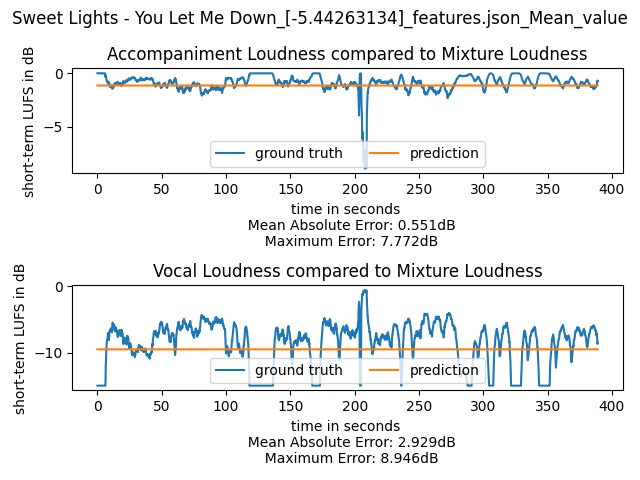 Sweet Lights - You Let Me Down_[-5.44263134]_features.json_Mean_value
Accompaniment Loudness compared to Mixture Loudness
short-term LUFS in dB
0
−5
ground truth
prediction
0 50 100 150 200 250 300 350 400
time in seconds
Mean Absolute Error: 0.551dB
Maximum Error: 7.772dB
Vocal Loudness compared to Mixture Loudness
short-term LUFS in dB
0
−10
ground truth
prediction
0 50 100 150 200 250 300 350 400
time in seconds
Mean Absolute Error: 2.929dB
Maximum Error: 8.946dB